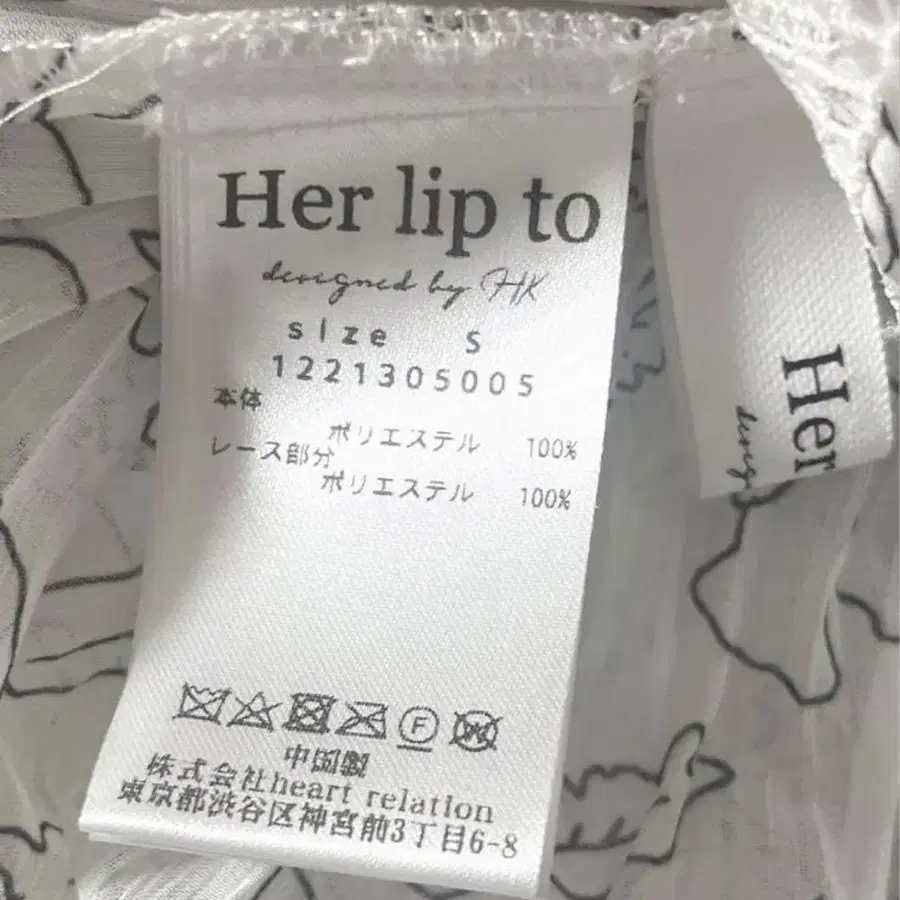 Her lip to
designed by HK
size S
1221305005
本体
ポリエステル 100%
レース部分
ポリエステル 100%
F
W
中国製
株式会社heart relation
東京都渋谷区神宮前3丁目6-8
Her
desig